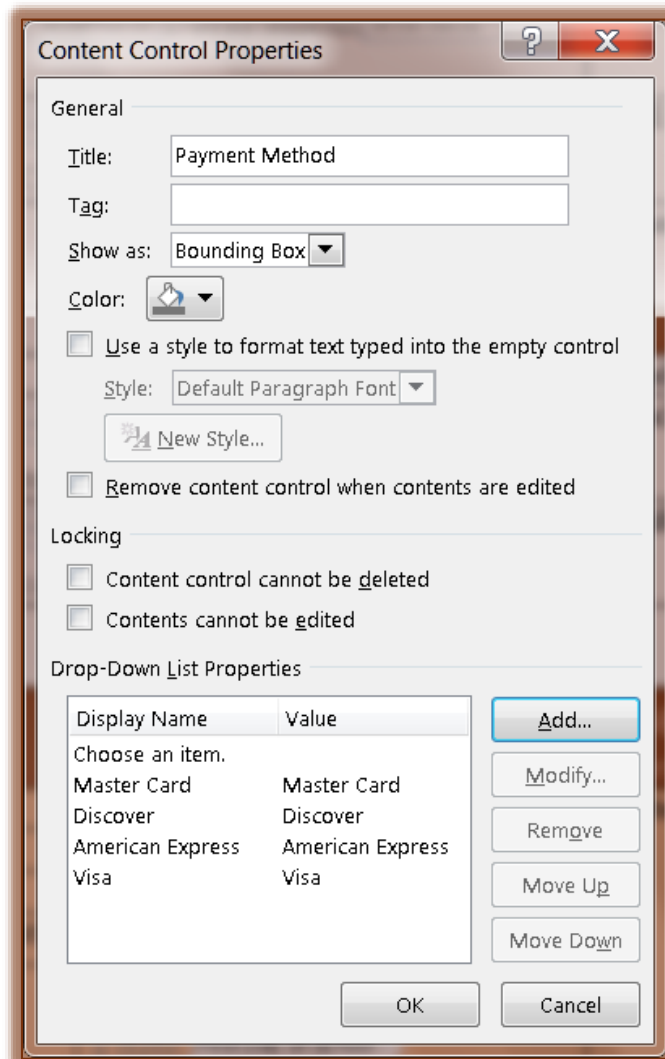 Content Control Properties
General
Title: Payment Method
Tag:
Show as: Bounding Box
Color:
Use a style to format text typed into the empty control
Style: Default Paragraph Font
New Style...
Remove content control when contents are edited
Locking
Content control cannot be deleted
Contents cannot be edited
Drop-Down List Properties
Display Name Value Add...
Choose an item.
Master Card Master Card Modify...
Discover Discover Remove
American Express American Express
Visa Visa Move Up
Move Down
OK Cancel